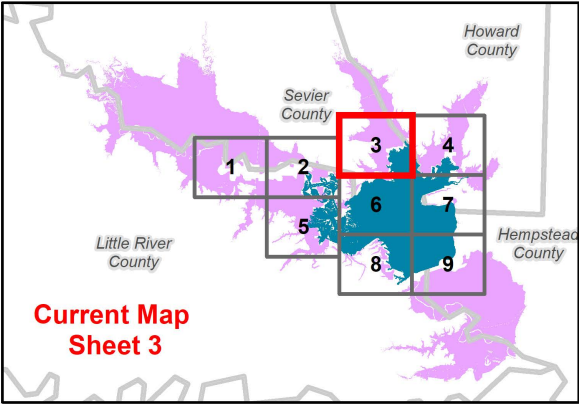 Howard
County
Sevier
County
3
4
1
2
6
7
5
Little River
County
Hempstead
County
8
9
Current Map
Sheet 3